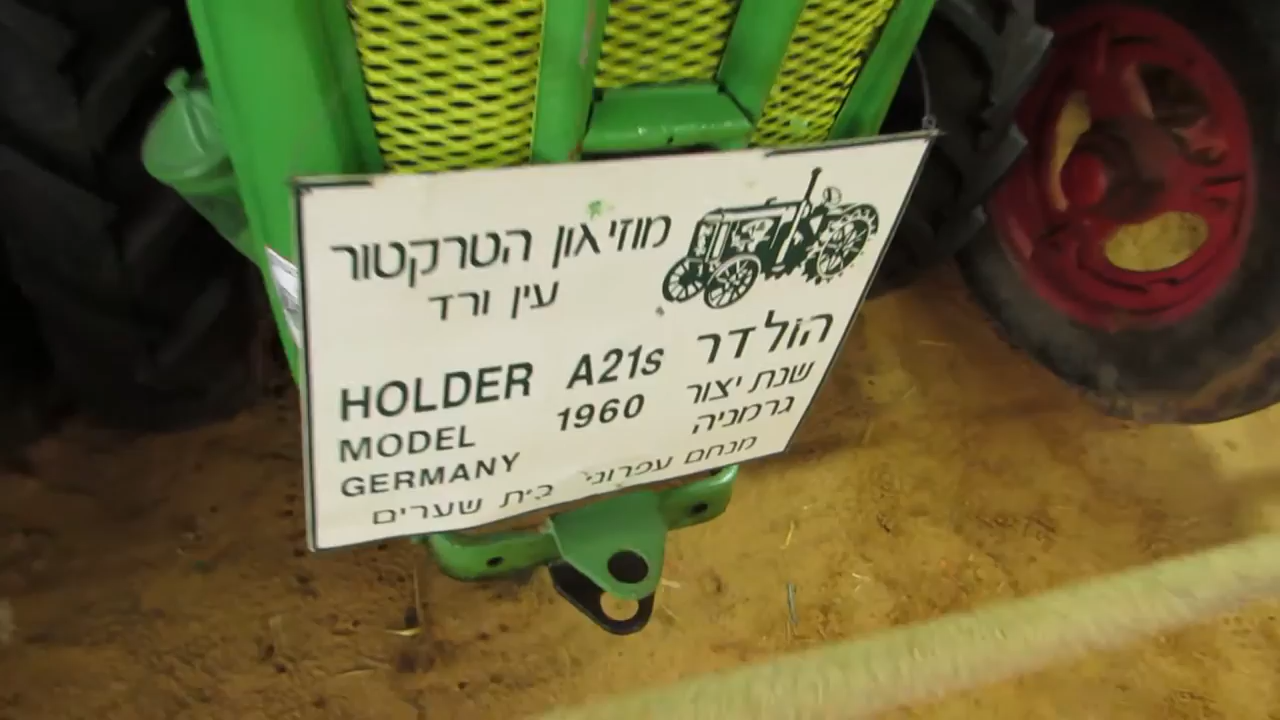 מוזיאון הטרקטור
עין ורד
HOLDER A21s הולדר
MODEL 1960 שנת יצור
GERMANY גרמניה
מנחם עפרוני בית שערים